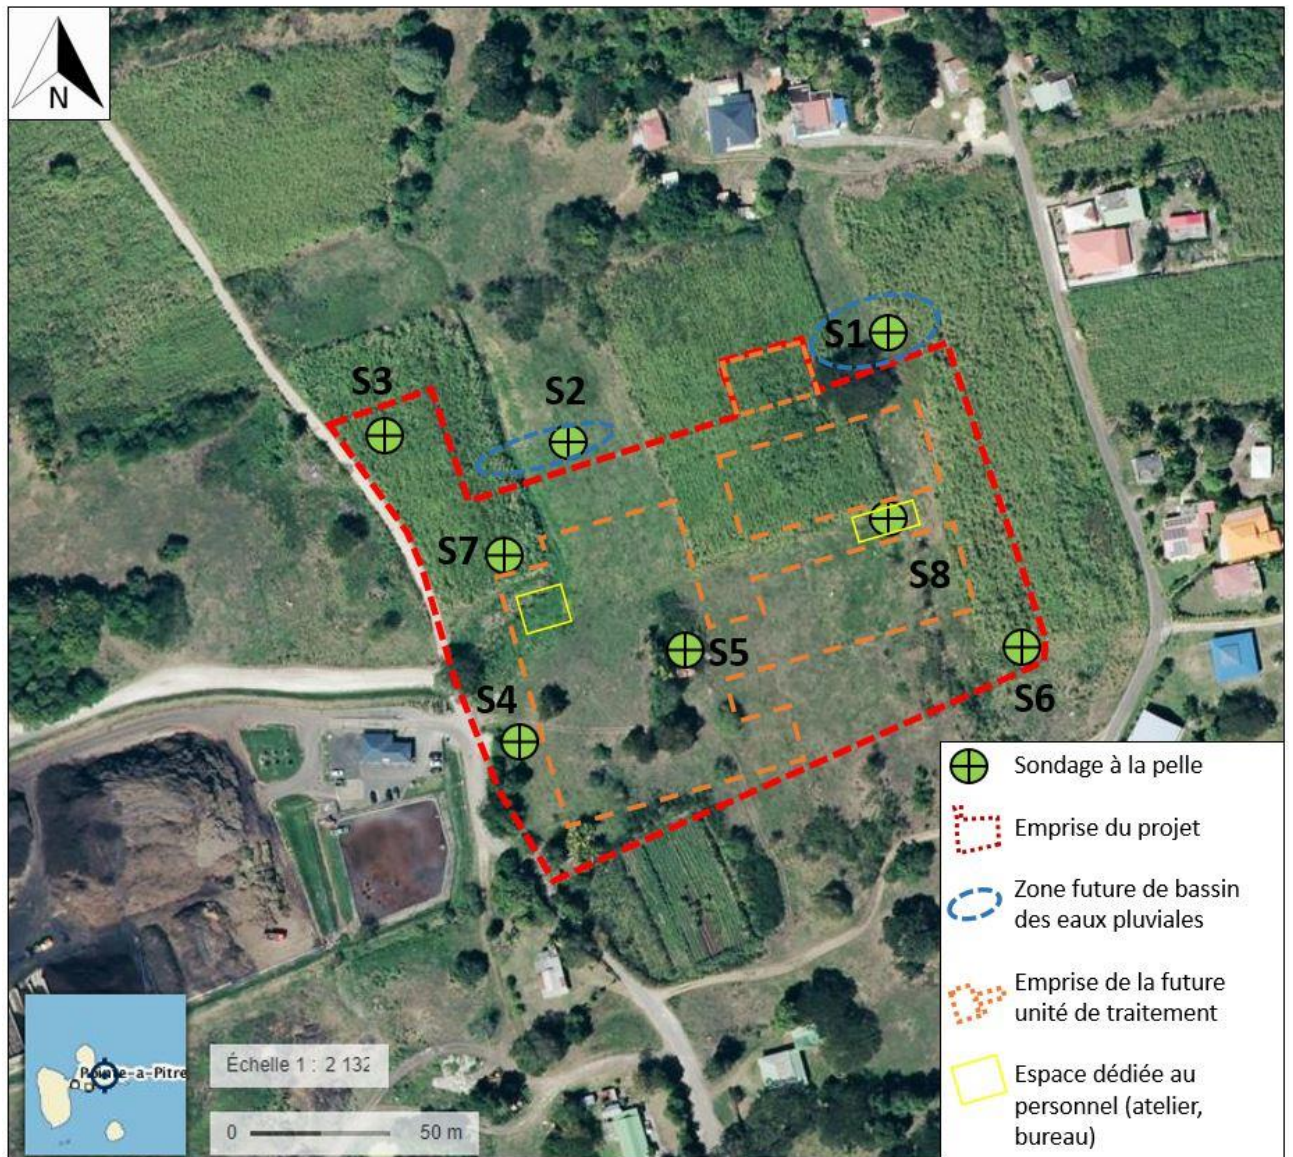 N
S1
S3
S2
S7
S8
S5
S4
S6
Sondage à la pelle
Emprise du projet
Zone future de bassin
des eaux pluviales
Emprise de la future
unité de traitement
Espace dédiée au
personnel (atelier,
bureau)
Pointe-a-Pitre
Échelle 1 : 2 132
0 50 m